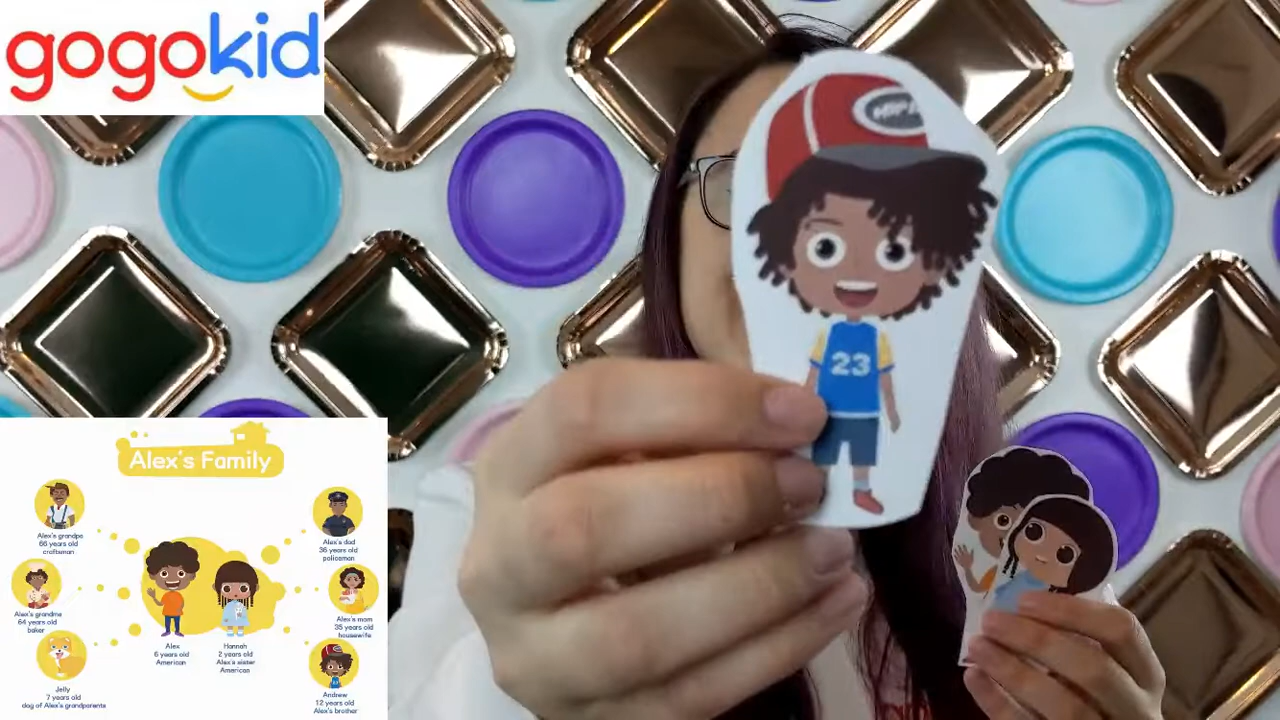 gogokid
23
Alex's Family
Alex's grandpa
66 years old
craftsman
Alex's dad
36 years old
policeman
Alex's grandma
64 years old
baker
Alex's mom
35 years old
housewife
Alex
6 years old
American
Hannah
2 years old
Alex's sister
American
Jelly
7 years old
dog of Alex's grandparents
Andrew
12 years old
Alex's brother